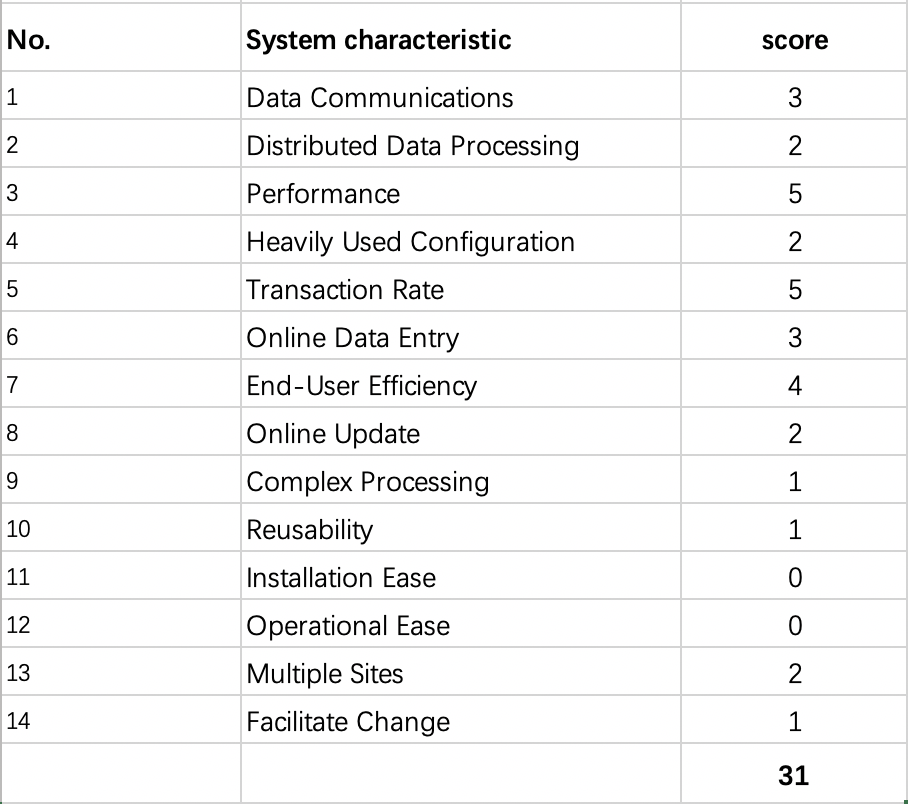 No. System characteristic score
1 Data Communications 3
2 Distributed Data Processing 2
3 Performance 5
4 Heavily Used Configuration 2
5 Transaction Rate 5
6 Online Data Entry 3
7 End-User Efficiency 4
8 Online Update 2
9 Complex Processing 1
10 Reusability 1
11 Installation Ease 0
12 Operational Ease 0
13 Multiple Sites 2
14 Facilitate Change 1
31